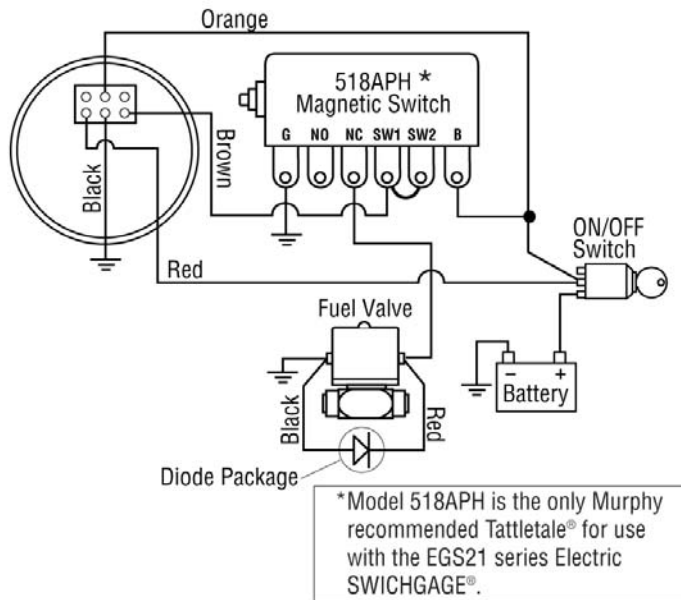 Orange
518APH *
Magnetic Switch
G NO NC SW1 SW2 B
Brown
Black
ON/OFF
Switch
Red
Fuel Valve
– +
Battery
Black
Red
Diode Package
*Model 518APH is the only Murphy
recommended Tattletale® for use
with the EGS21 series Electric
SWICHGAGE®.